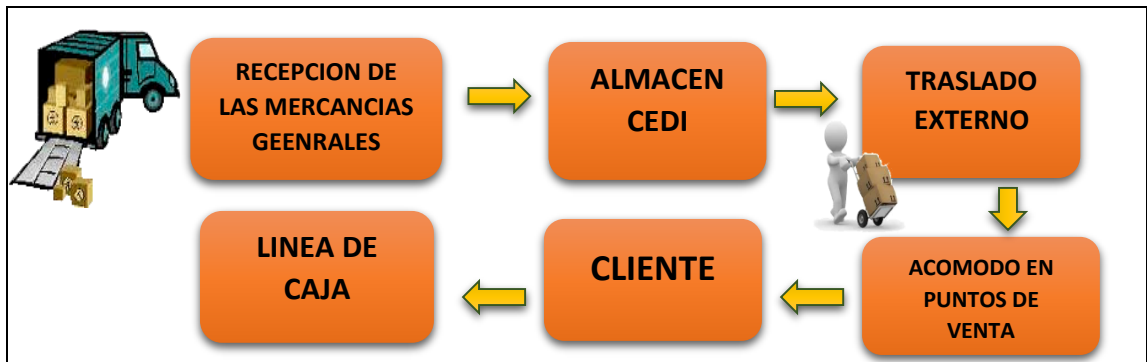 RECEPCION DE
LAS MERCANCIAS
GEENRALES
ALMACEN
CEDI
TRASLADO
EXTERNO
ACOMODO EN
PUNTOS DE
VENTA
CLIENTE
LINEA DE
CAJA